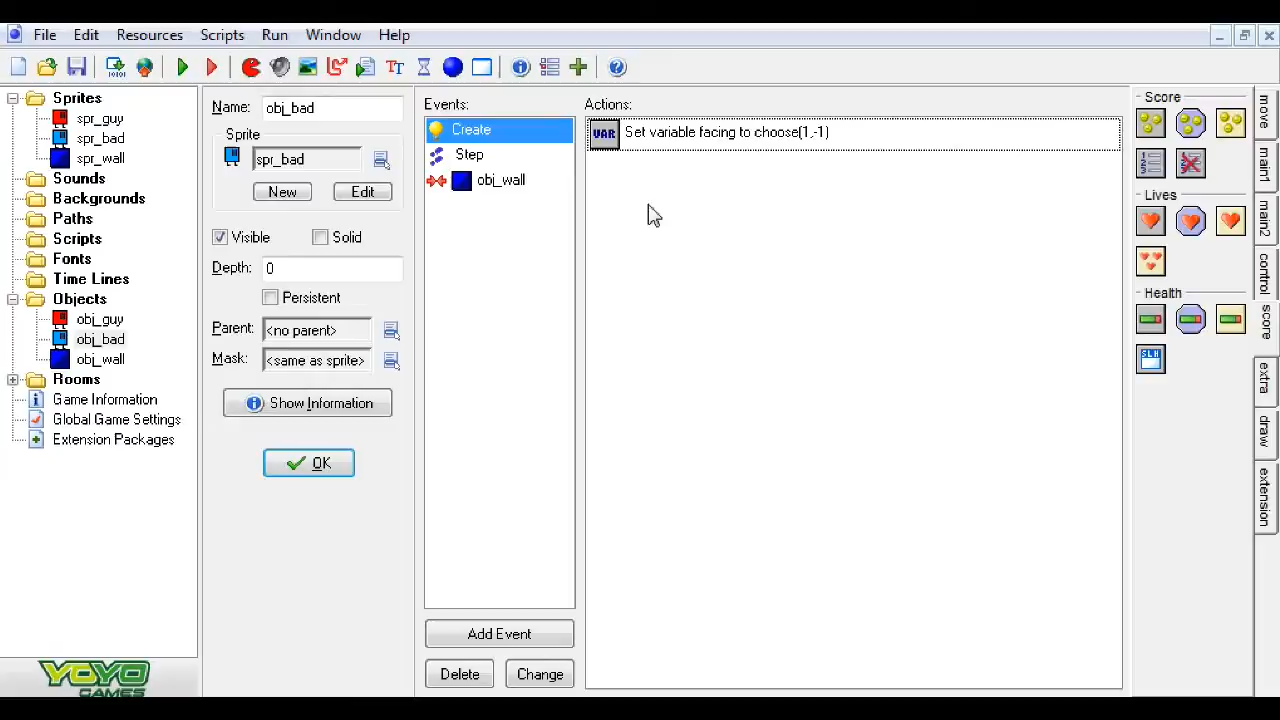 File Edit Resources Scripts Run Window Help
Sprites
spr_guy
spr_bad
spr_wall
Sounds
Backgrounds
Paths
Scripts
Fonts
Time Lines
Objects
obj_guy
obj_bad
obj_wall
Rooms
Game Information
Global Game Settings
Extension Packages
YOYO
GAMES
Name: obj_bad
Sprite
spr_bad
New Edit
Visible Solid
Depth: 0
Persistent
Parent: <no parent>
Mask: <same as sprite>
Show Information
OK
Events:
Create
Step
obj_wall
Add Event
Delete Change
Actions:
VAR Set variable facing to choose(1,-1)
Score
Lives
Health
SLH
move
main1
main2
control
score
extra
draw
extension